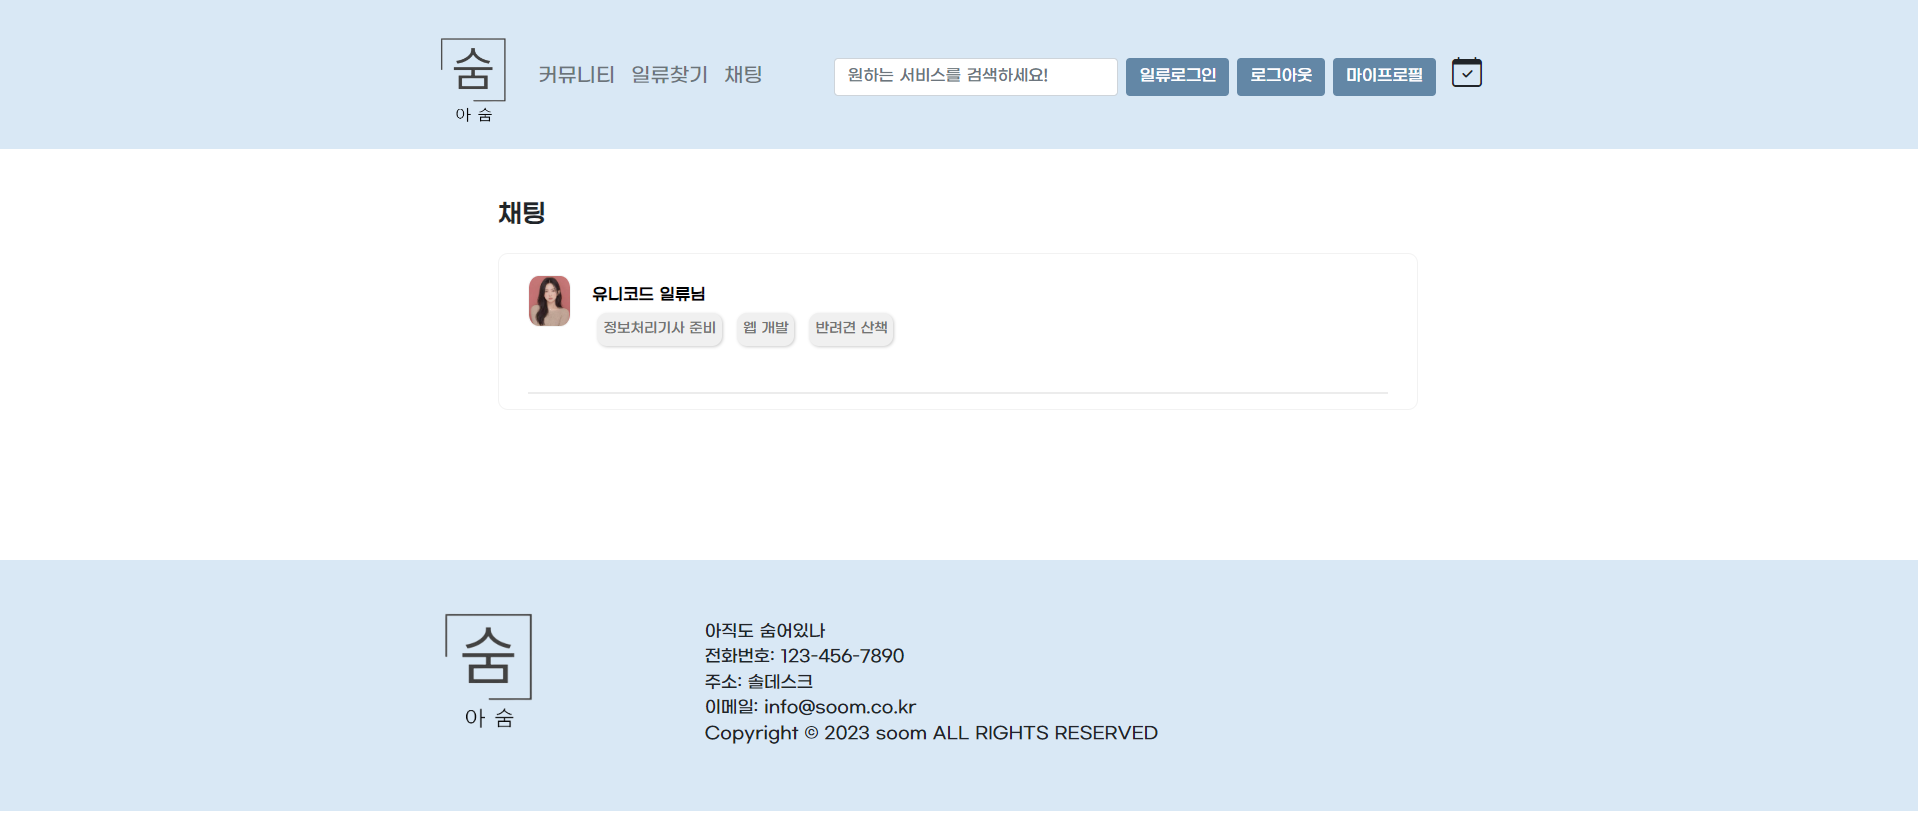 숨
아 숨
커뮤니티 일류찾기 채팅
원하는 서비스를 검색하세요!
일류로그인
로그아웃
마이프로필
채팅
유니코드 일류님
정보처리기사 준비
웹 개발
반려견 산책
숨
아 숨
아직도 숨어있나
전화번호: 123-456-7890
주소: 솔데스크
이메일: info@soom.co.kr
Copyright © 2023 soom ALL RIGHTS RESERVED